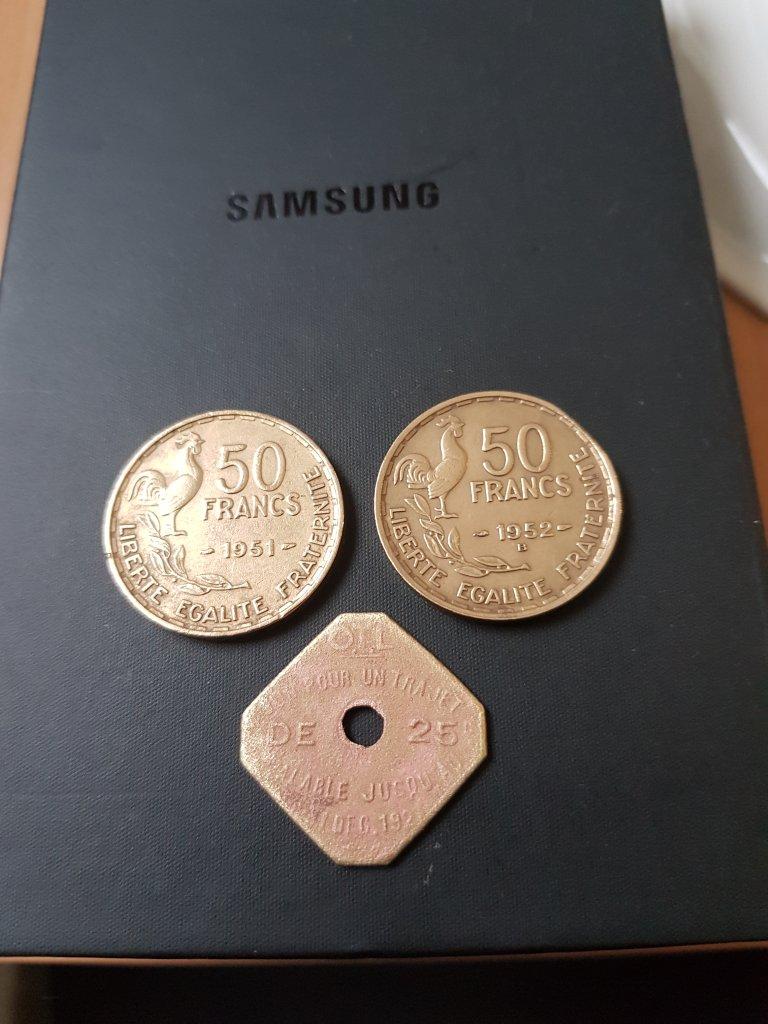 SAMSUNG
50
FRANCS
1951
LIBERTE EGALITE FRATERNITE
50
FRANCS
1952
B
LIBERTE EGALITE FRATERNITE
POUR UN TRAJET
DE 25
JUSQU'AU
DEC.